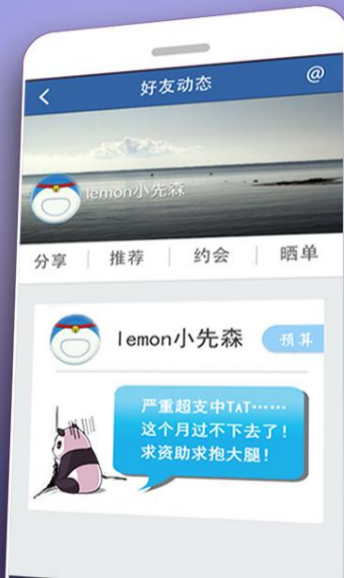 好友动态
@
lemon小先森
分享 推荐 约会 晒单
lemon小先森 预算
严重超支中TAT……
这个月过不下去了！
求资助求抱大腿！